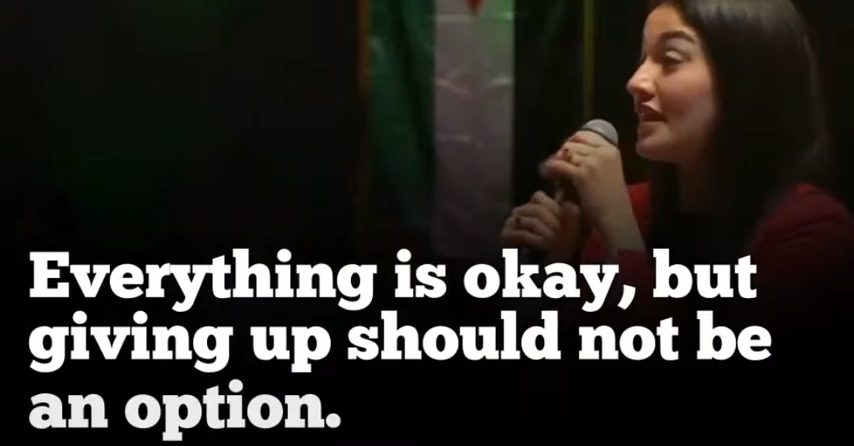 Everything is okay, but
giving up should not be
an option.